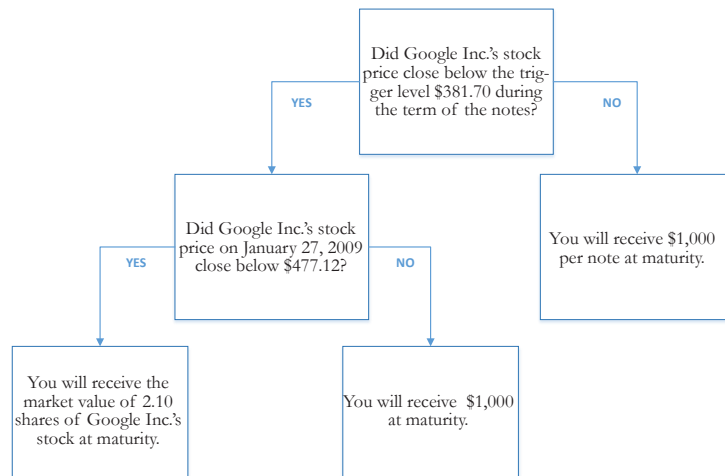 Did Google Inc.'s stock
price close below the trig-
ger level $381.70 during
the term of the notes?
YES
NO
Did Google Inc.'s stock
price on January 27, 2009
close below $477.12?
You will receive $1,000
per note at maturity.
YES
NO
You will receive the
market value of 2.10
shares of Google Inc.'s
stock at maturity.
You will receive $1,000
at maturity.